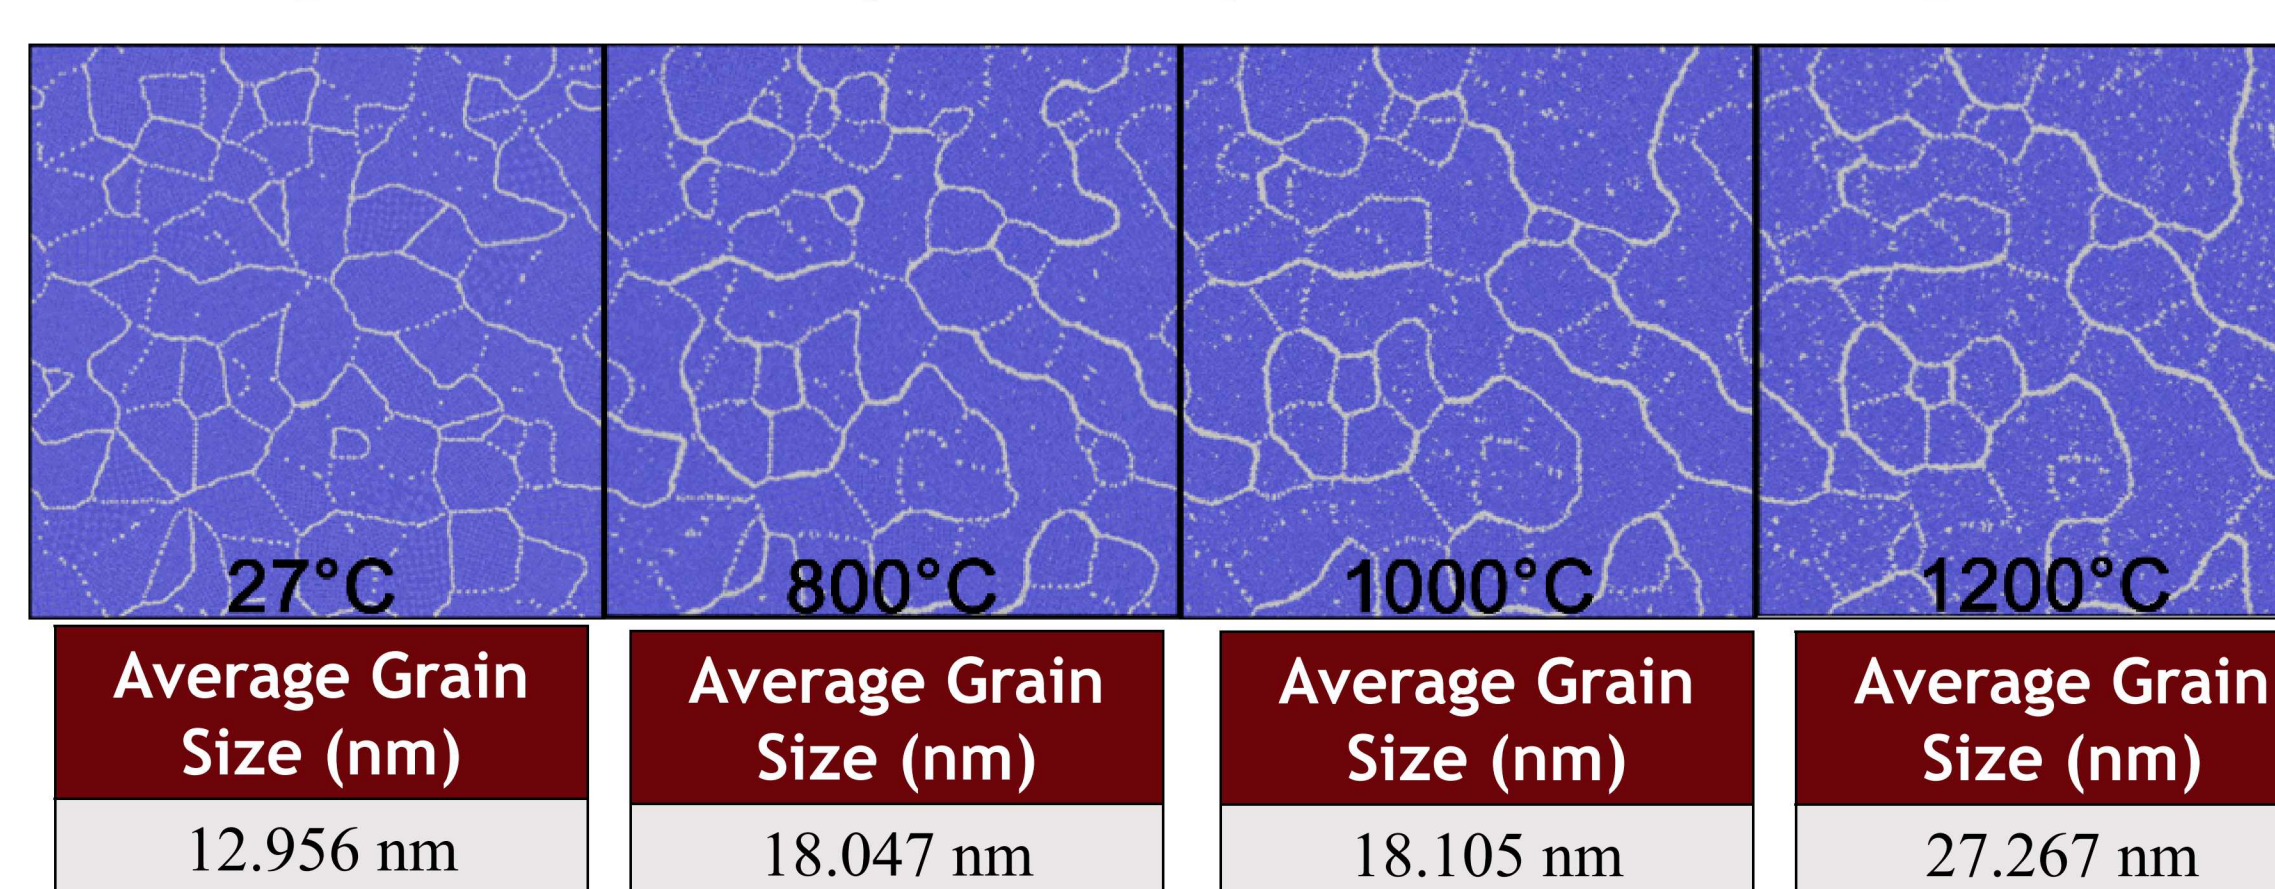 27°C
800°C
1000°C
1200°C
Average Grain
Size (nm)
12.956 nm
Average Grain
Size (nm)
18.047 nm
Average Grain
Size (nm)
18.105 nm
Average Grain
Size (nm)
27.267 nm